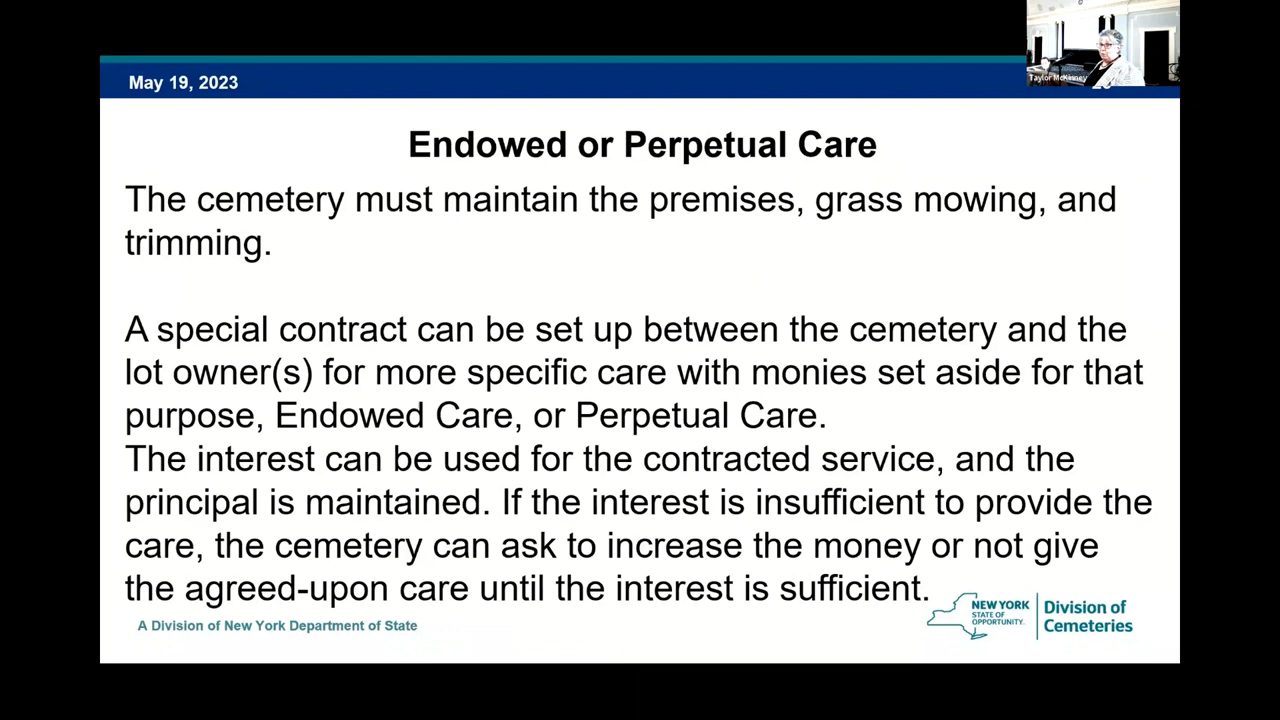 May 19, 2023
Taylor McKinney
Endowed or Perpetual Care
The cemetery must maintain the premises, grass mowing, and
trimming.
A special contract can be set up between the cemetery and the
lot owner(s) for more specific care with monies set aside for that
purpose, Endowed Care, or Perpetual Care.
The interest can be used for the contracted service, and the
principal is maintained. If the interest is insufficient to provide the
care, the cemetery can ask to increase the money or not give
the agreed-upon care until the interest is sufficient.
A Division of New York Department of State
NEW YORK
STATE OF
OPPORTUNITY.
Division of
Cemeteries